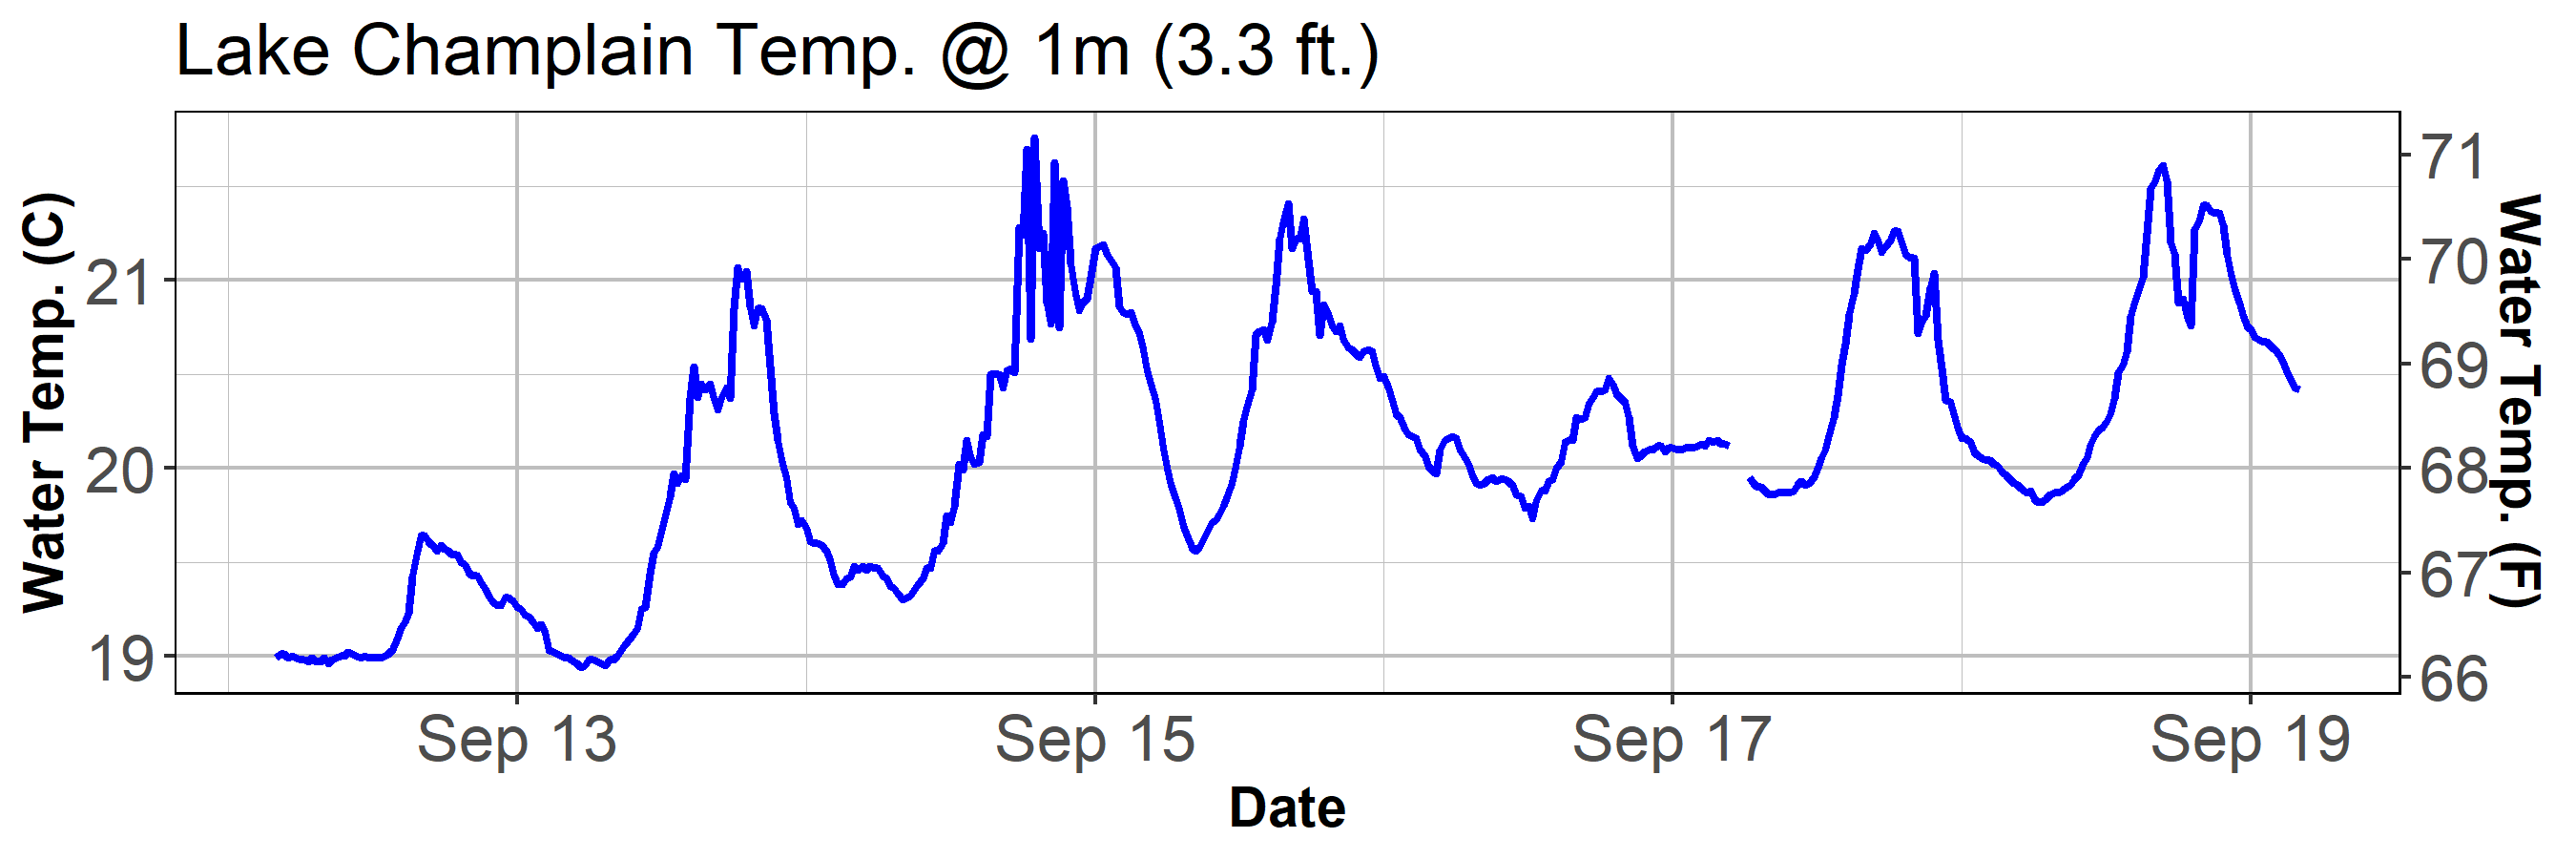 Lake Champlain Temp. @ 1m (3.3 ft.)
Water Temp. (C)
21
20
19
71
70
69
68
67
66
Water Temp. (F)
Sep 13 Sep 15 Sep 17 Sep 19
Date